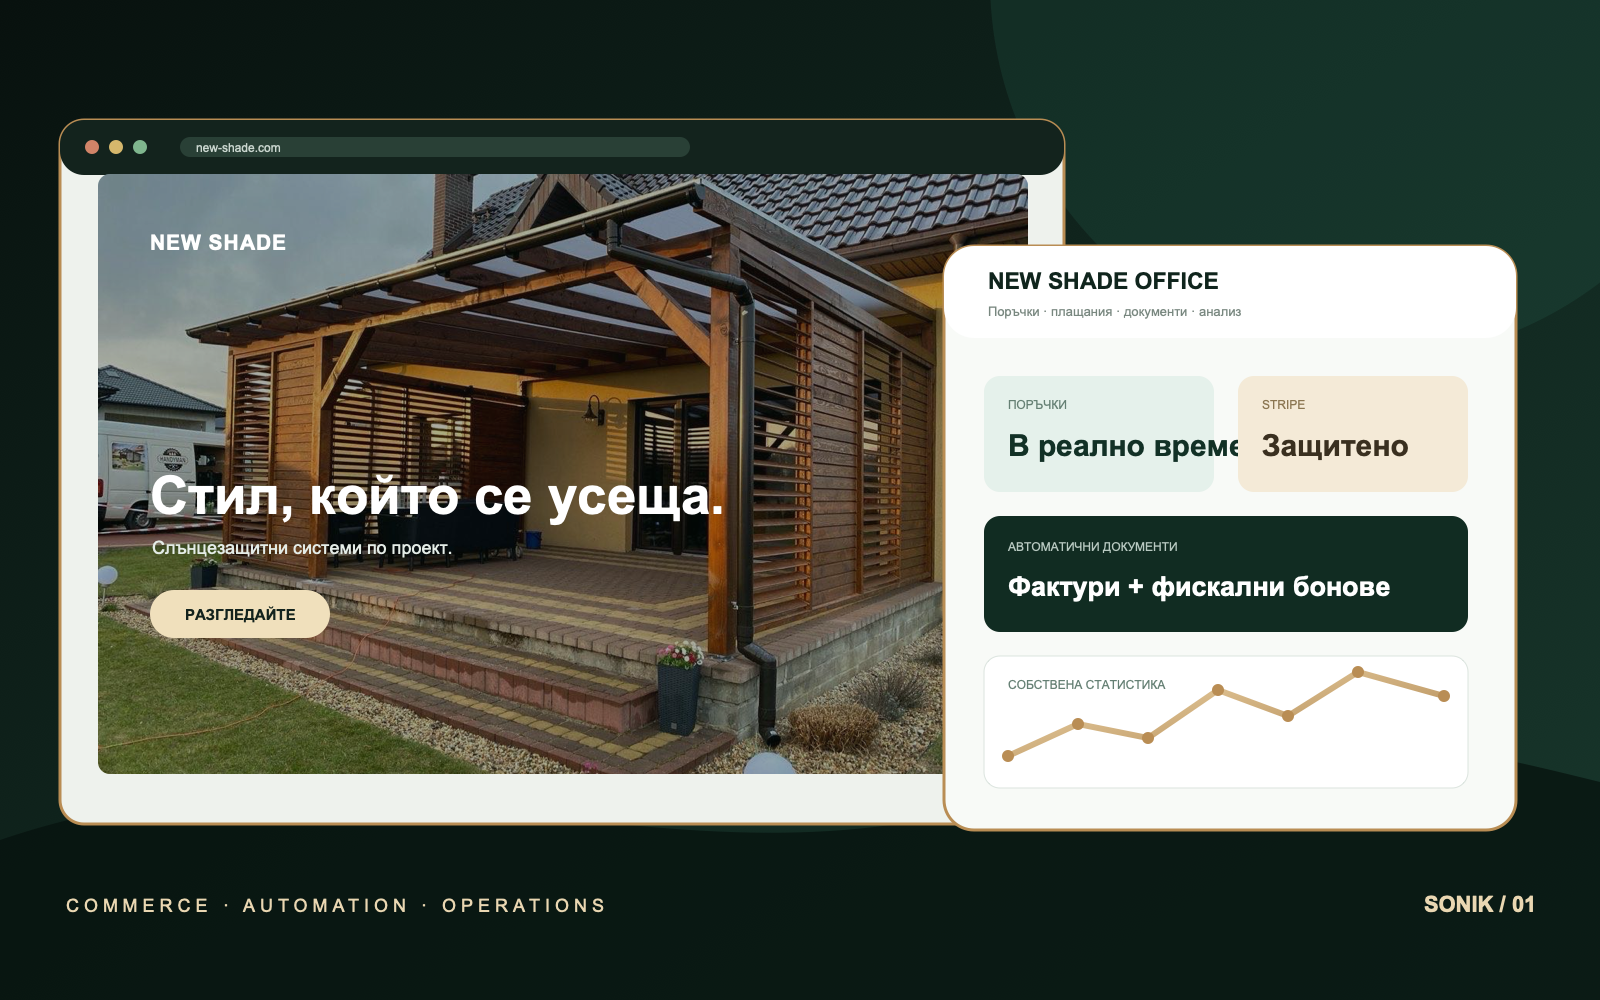 new-shade.com
NEW SHADE
Стил, който се усеща.
Слънцезащитни системи по проект.
РАЗГЛЕДАЙТЕ
HANDYMAN
NEW SHADE OFFICE
Поръчки · плащания · документи · анализ
ПОРЪЧКИ
В реално време
STRIPE
Защитено
АВТОМАТИЧНИ ДОКУМЕНТИ
Фактури + фискални бонове
СОБСТВЕНА СТАТИСТИКА
COMMERCE · AUTOMATION · OPERATIONS
SONIK / 01